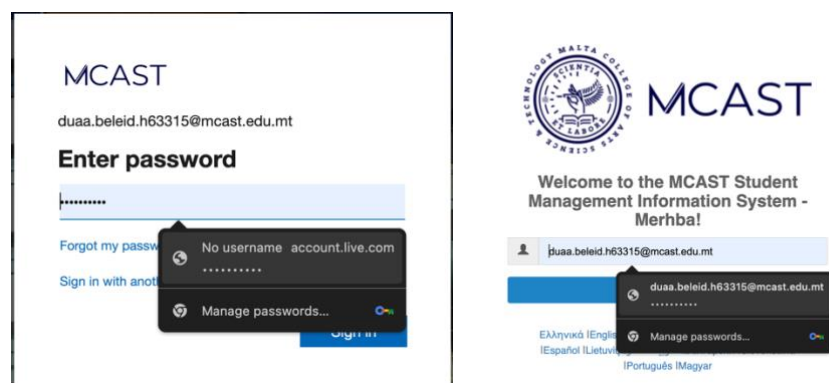 MCAST
duaa.beleid.h63315@mcast.edu.mt
Enter password
••••••••••
Forgot my passw
No username account.live.com
••••••••••
Sign in with anoth
Manage passwords...
Sign in
MALTA COLLEGE OF ARTS SCIENCE & TECHNOLOGY
SCIENTIA
ET LABORE
MCAST
Welcome to the MCAST Student
Management Information System -
Merhba!
duaa.beleid.h63315@mcast.edu.mt
duaa.beleid.h63315@mcast.edu.mt
••••••••••
Manage passwords...
Ελληνικά |Englis
|Español |Lietuvi
|Português |Magyar